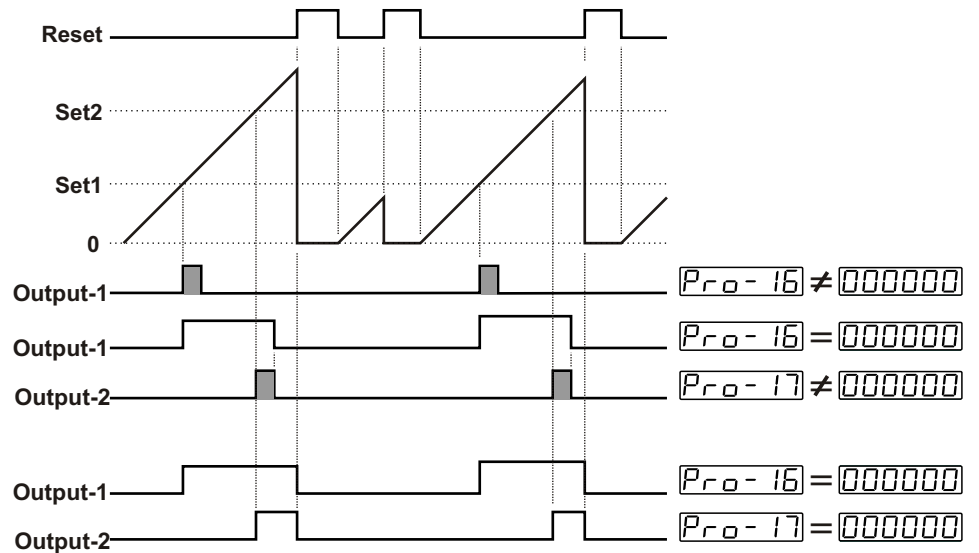 Reset
Set2
Set1
0
Output-1 Pro-16 ≠ 000000
Output-1 Pro-16 = 000000
Output-2 Pro-17 ≠ 000000
Output-1 Pro-16 = 000000
Output-2 Pro-17 = 000000